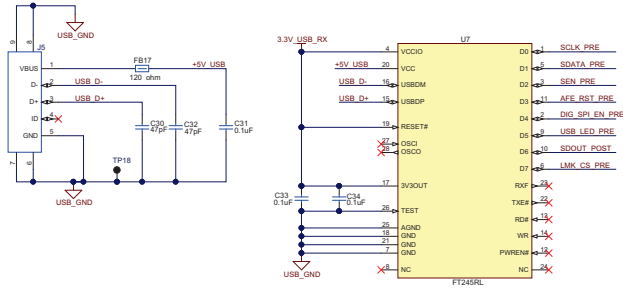 9
8
USB_GND
J5
VBUS
1
FB17
120 ohm
+5V_USB
D-
2
USB_D-
D+
3
USB_D+
ID
4
GND
5
C30
47pF
C32
47pF
C31
0.1uF
7
6
TP18
USB_GND
3.3V_USB_RX
U7
4
VCCIO
D0
1
SCLK_PRE
+5V_USB
20
VCC
D1
5
SDATA_PRE
USB_D-
16
USBDM
D2
3
SEN_PRE
USB_D+
15
USBDP
D3
11
AFE_RST_PRE
D4
2
DIG_SPI_EN_PRE
19
RESET#
D5
9
USB_LED_PRE
27
OSCI
28
OSCO
D6
10
SDOUT_POST
D7
6
LMK_CS_PRE
17
3V3OUT
RXF
23
C33
0.1uF
C34
0.1uF
TXE#
22
26
TEST
RD#
13
25
AGND
18
GND
WR
14
21
GND
7
GND
PWREN#
12
8
NC
NC
24
USB_GND
FT245RL